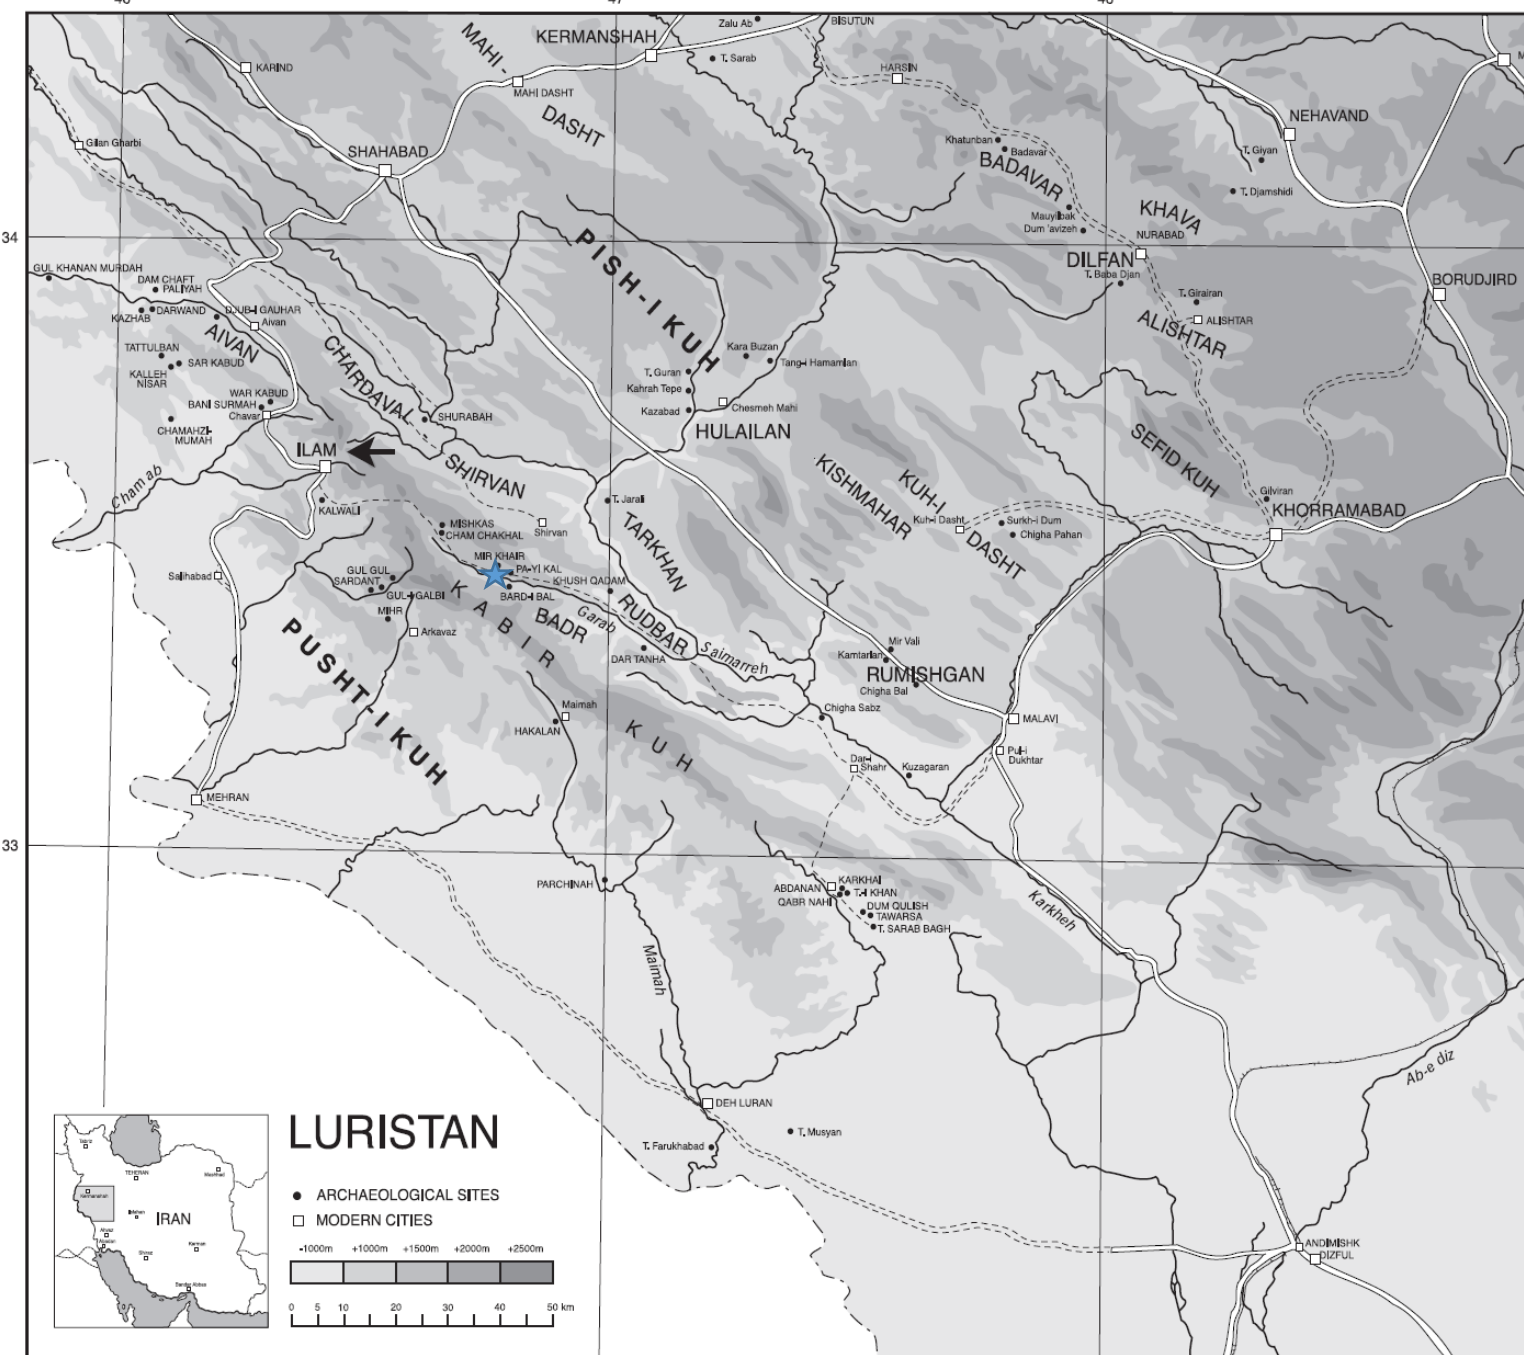 47
KERMANSHAH
Zalu Ab
BISUTUN
MAHI -
DASHT
T. Sarab
KARIND
MAHI DASHT
HARSIN
NEHAVAND
Gilan Gharbi
SHAHABAD
Khatunban
Badavar
BADAVAR
T. Giyan
T. Djamshidi
Mauyilbak
Dum 'avizeh
KHAVA
NURABAD
34
PISH-I KUH
DILFAN
T. Baba Djan
BORUDJIRD
GUL KHANAN MURDAH
DAM CHAFT
PALIYAH
KAZHAB
DARWAND
DJUB-I GAUHAR
Aivan
AIVAN
T. Girairan
ALISHTAR
ALISHTAR
TATTULBAN
SAR KABUD
KALLEH
NISAR
CHARDAVAL
Kara Buzan
Tang-i Hamamlan
T. Guran
Kahrah Tepe
Kazabad
Chesmeh Mahi
HULAILAN
WAR KABUD
BANI SURMAH
Chavar
SHURABAH
CHAMAHZI-
MUMAH
ILAM
SHIRVAN
Cham ab
KISHMAHAR
KUH-I
DASHT
SEFID KUH
Gilviran
KHORRAMABAD
KALWALI
T. Jarali
TARKHAN
Kuh-i Dasht
Surkh-i Dum
Chigha Pahan
MISHKAS
CHAM CHAKHAL
Shirvan
MIR KHAIR
PA-YI KAL
KHUSH QADAM
BARD-I BAL
Salihabad
GUL GUL
SARDANT
GUL-I GALBI
MIHR
Arkavaz
KABIR
BADR
Garab
RUDBAR
DAR TANHA
Saimarreh
Mir Vali
Kamtarlan
RUMISHGAN
Chigha Bal
PUSHT-I KUH
Maimah
HAKALAN
KUH
Chigha Sabz
MALAVI
Pul-i
Dukhtar
Dar-i
Shahr
Kuzagaran
MEHRAN
33
PARCHINAH
ABDANAN
KARKHAI
T-I KHAN
QABR NAHI
DUM QULISH
TAWARSA
T. SARAB BAGH
Karkheh
Maimah
Ab-e diz
DEH LURAN
T. Musyan
T. Farukhabad
ANDIMISHK
DIZFUL
LURISTAN
ARCHAEOLOGICAL SITES
MODERN CITIES
-1000m +1000m +1500m +2000m +2500m
0 5 10 20 30 40 50 km
TEHERAN
IRAN
Shiraz
Kerman
Bandar Abbas